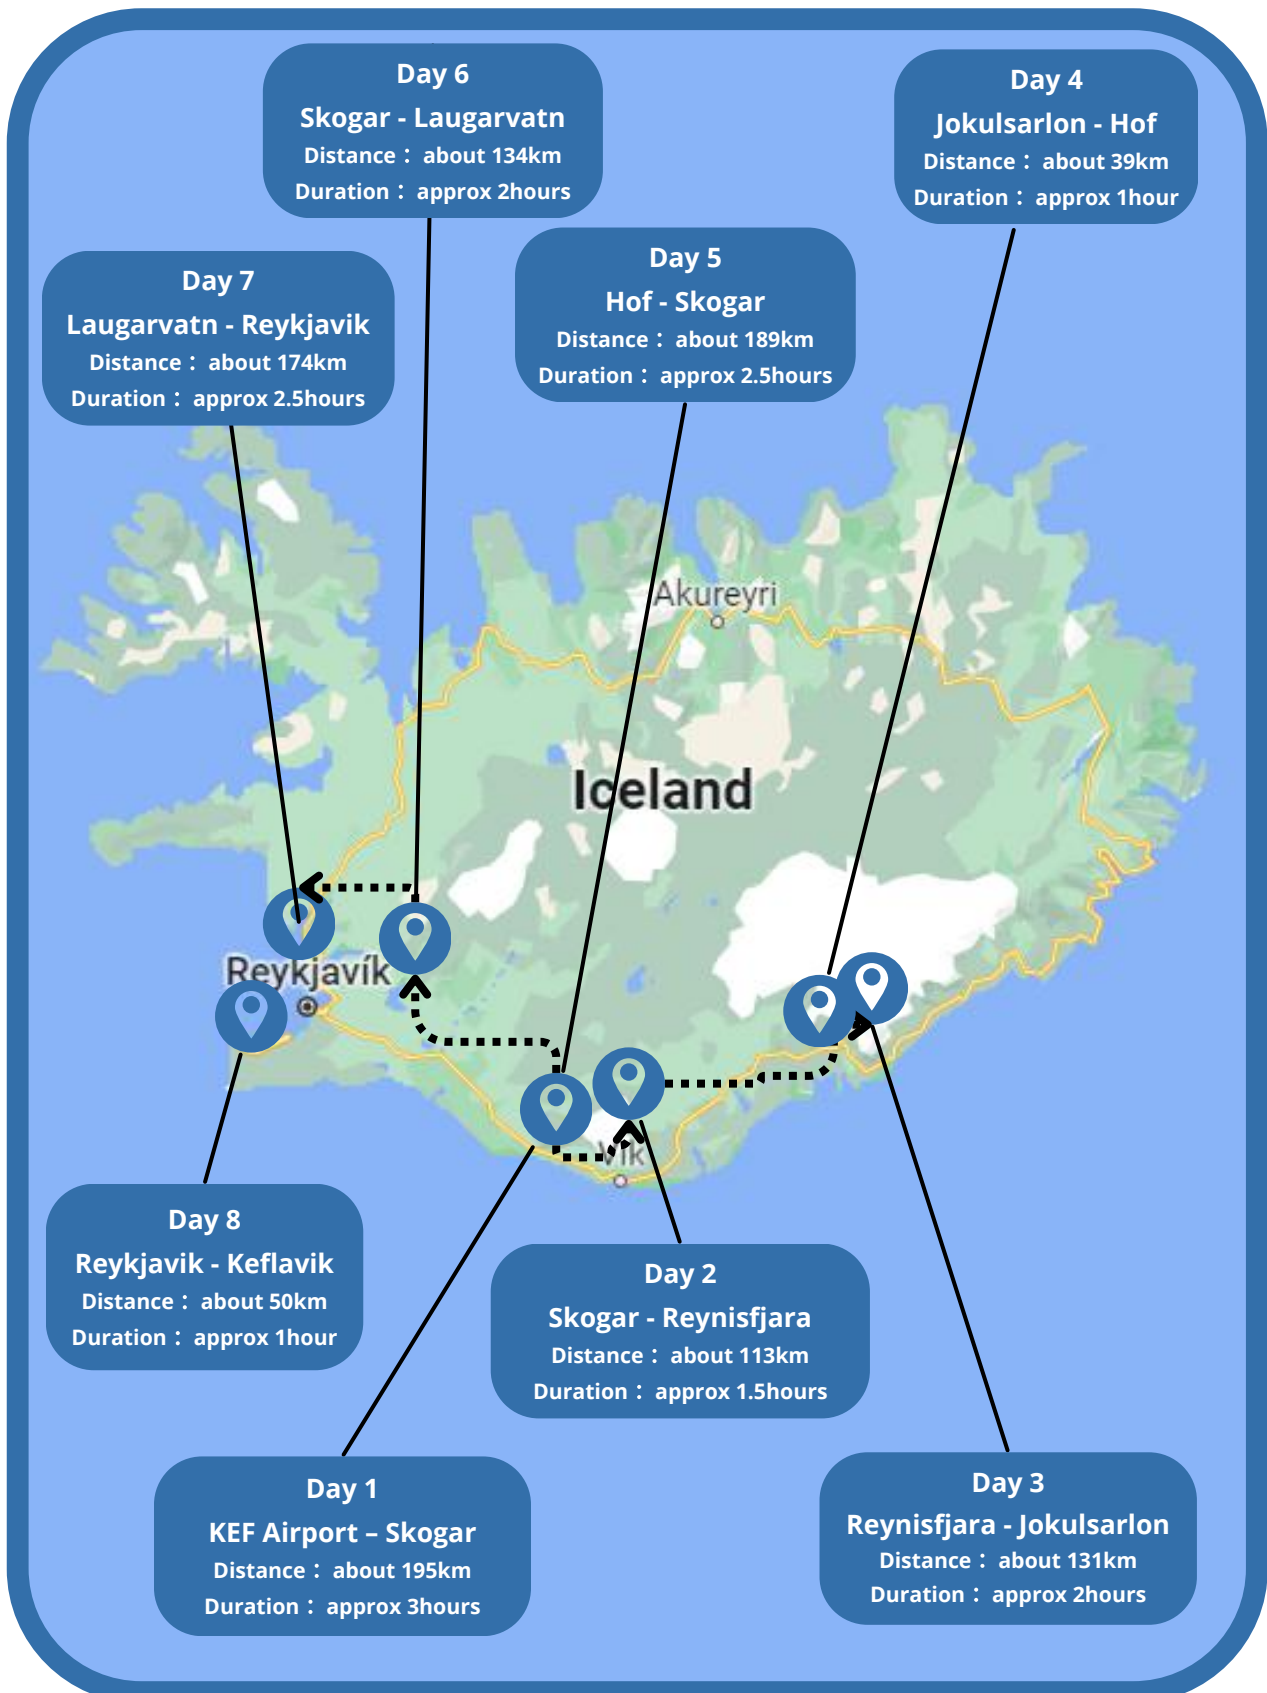 Day 6
Skogar - Laugarvatn
Distance： about 134km
Duration： approx 2hours
Day 4
Jokulsarlon - Hof
Distance： about 39km
Duration： approx 1hour
Day 7
Laugarvatn - Reykjavik
Distance： about 174km
Duration： approx 2.5hours
Day 5
Hof - Skogar
Distance： about 189km
Duration： approx 2.5hours
Akureyri
Iceland
Reykjavík
Vik
Day 8
Reykjavik - Keflavik
Distance： about 50km
Duration： approx 1hour
Day 2
Skogar - Reynisfjara
Distance： about 113km
Duration： approx 1.5hours
Day 1
KEF Airport – Skogar
Distance： about 195km
Duration： approx 3hours
Day 3
Reynisfjara - Jokulsarlon
Distance： about 131km
Duration： approx 2hours